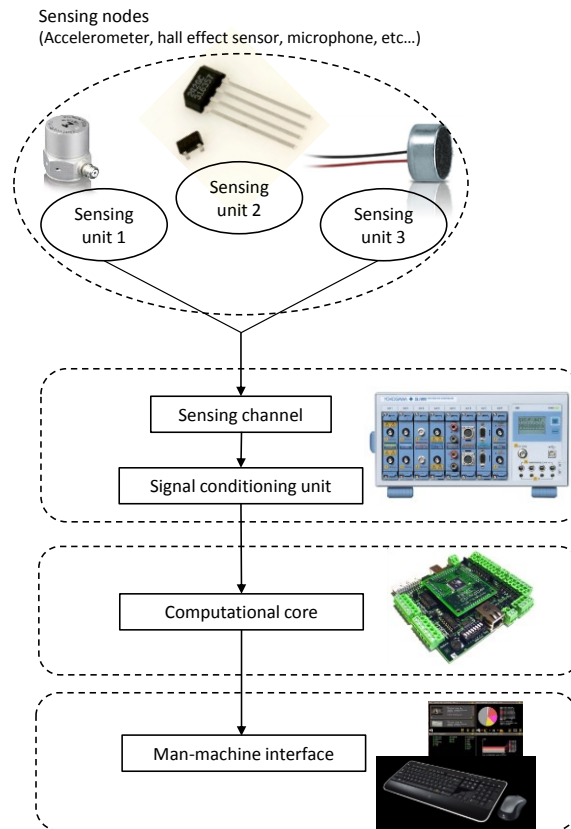 Sensing nodes
(Accelerometer, hall effect sensor, microphone, etc…)
Sensing
unit 1
Sensing
unit 2
Sensing
unit 3
Sensing channel
YOKOGAWA
Signal conditioning unit
Computational core
Man-machine interface